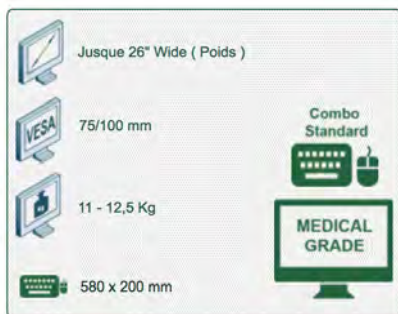 Jusque 26" Wide ( Poids )
VESA
75/100 mm
11 - 12,5 Kg
580 x 200 mm
Combo
Standard
MEDICAL
GRADE